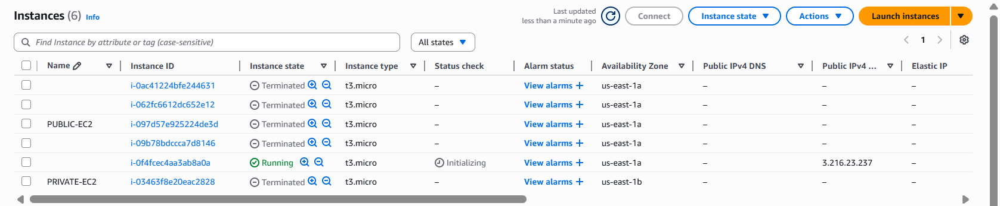 Instances (6) Info
Last updated
less than a minute ago
Connect
Instance state
Actions
Launch instances
Find Instance by attribute or tag (case-sensitive)
All states
1
Name Instance ID Instance state Instance type Status check Alarm status Availability Zone Public IPv4 DNS Public IPv4 ... Elastic IP
i-0ac41224bfe244631 Terminated t3.micro – View alarms + us-east-1a – – –
i-062fc6612dc652e12 Terminated t3.micro – View alarms + us-east-1a – – –
PUBLIC-EC2 i-097d57e925224de3d Terminated t3.micro – View alarms + us-east-1a – – –
i-09b78bdccca7d8146 Terminated t3.micro – View alarms + us-east-1a – – –
i-0f4fcec4aa3ab8a0a Running t3.micro Initializing View alarms + us-east-1a – 3.216.23.237 –
PRIVATE-EC2 i-03463f8e20eac2828 Terminated t3.micro – View alarms + us-east-1b – – –